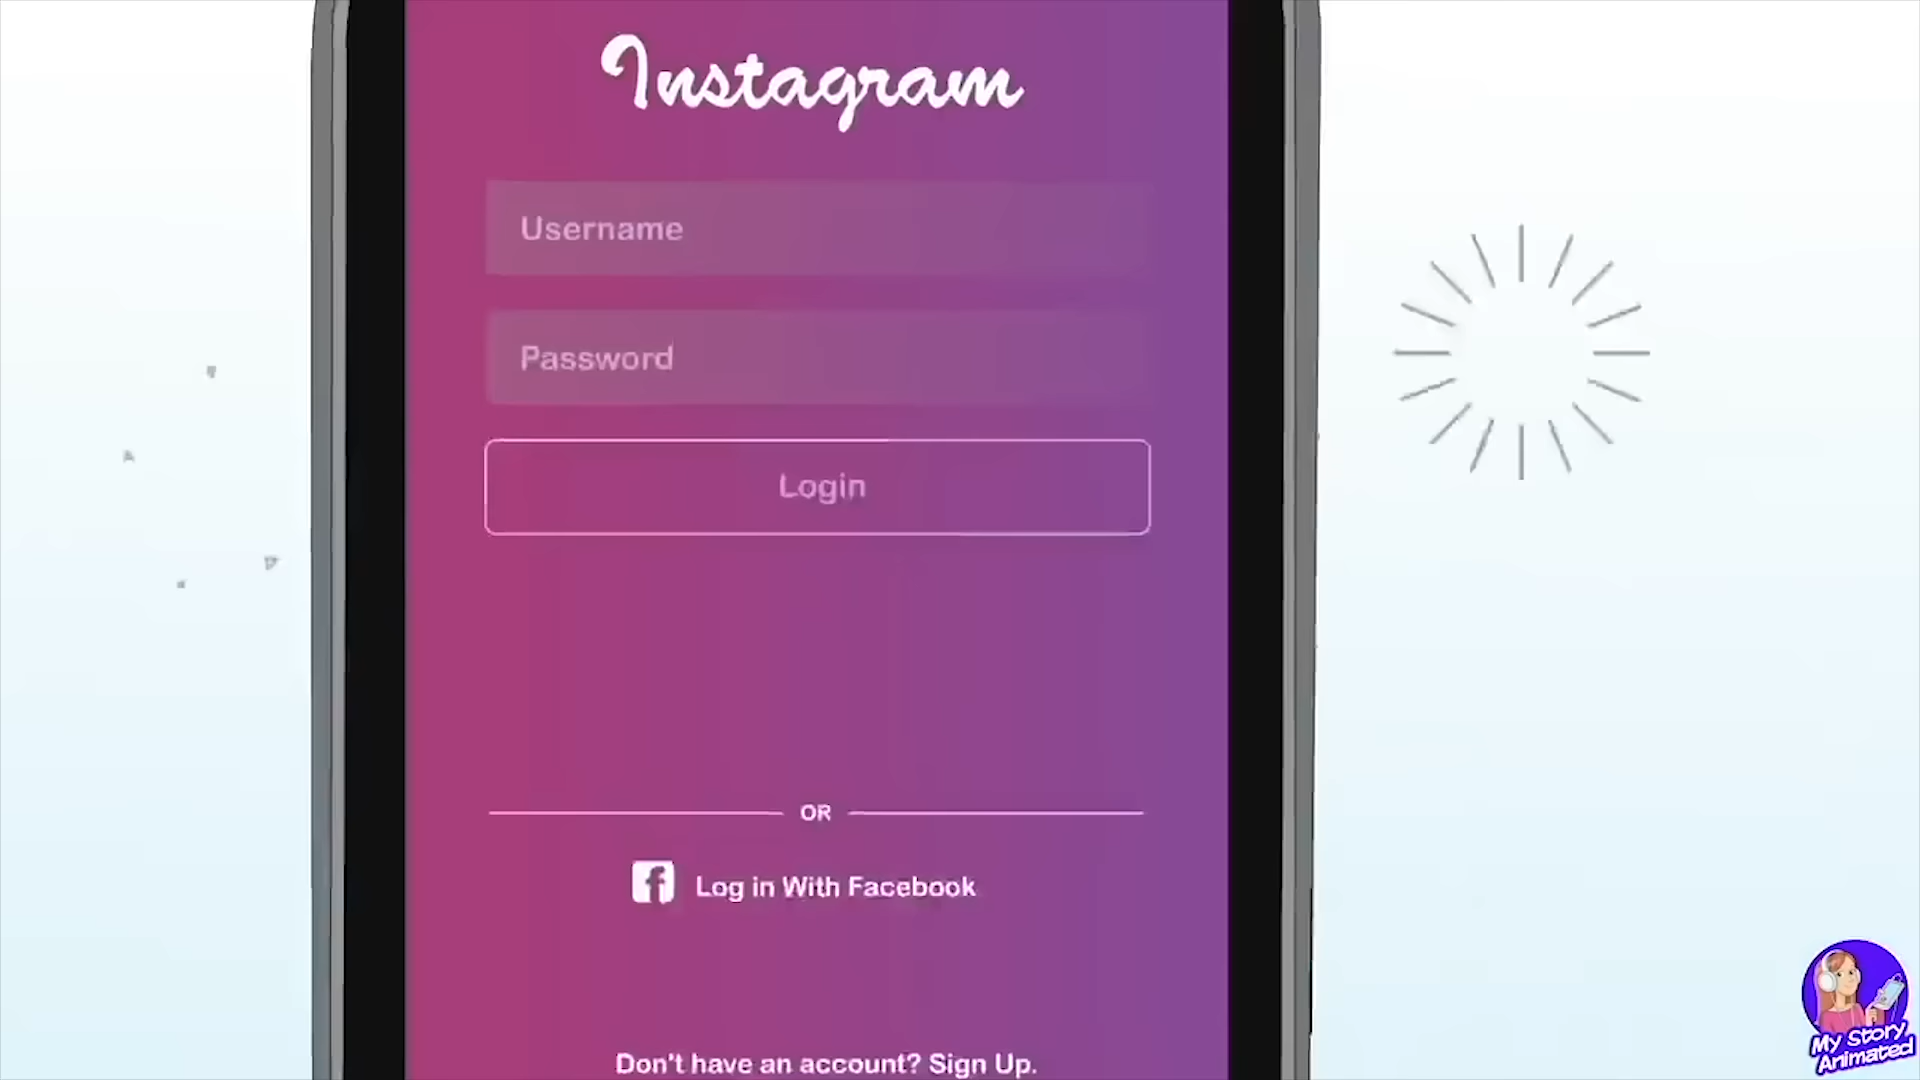 Instagram
Username
Password
Login
OR
Log in With Facebook
Don't have an account? Sign Up.
My Story
Animated